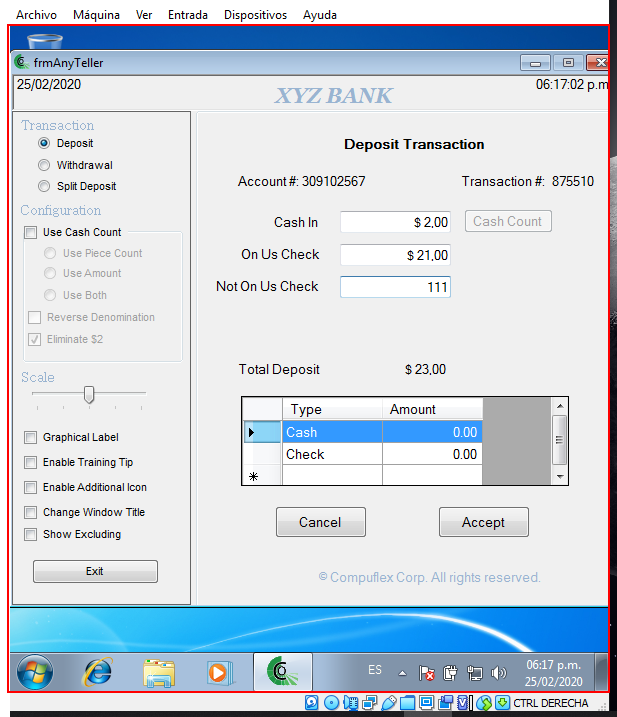 Archivo Máquina Ver Entrada Dispositivos Ayuda
frmAnyTeller
25/02/2020
06:17:02 p.m
XYZ BANK
Transaction
Deposit
Withdrawal
Split Deposit
Configuration
Use Cash Count
Use Piece Count
Use Amount
Use Both
Reverse Denomination
Eliminate $2
Scale
Graphical Label
Enable Training Tip
Enable Additional Icon
Change Window Title
Show Excluding
Exit
Deposit Transaction
Account #: 309102567 Transaction #: 875510
Cash In $ 2,00 Cash Count
On Us Check $ 21,00
Not On Us Check 111
Total Deposit $ 23,00
Type Amount
Cash 0.00
Check 0.00
Cancel Accept
© Compuflex Corp. All rights reserved.
ES
06:17 p.m.
25/02/2020
CTRL DERECHA